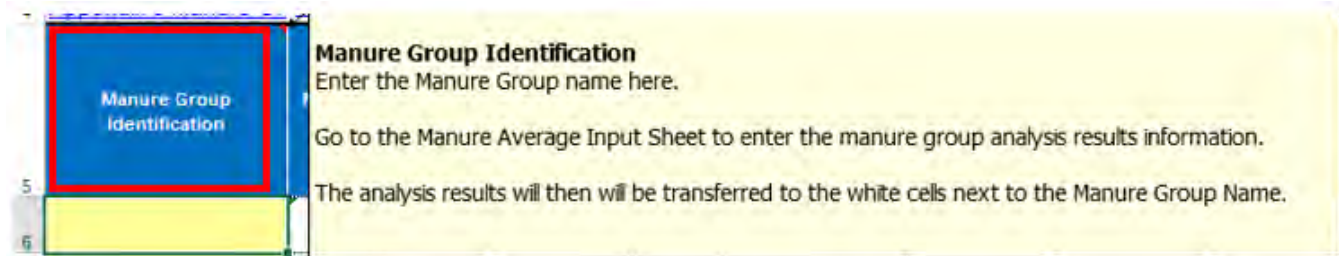 Manure Group
Identification
Manure Group Identification
Enter the Manure Group name here.
Go to the Manure Average Input Sheet to enter the manure group analysis results information.
The analysis results will then will be transferred to the white cells next to the Manure Group Name.
5
6